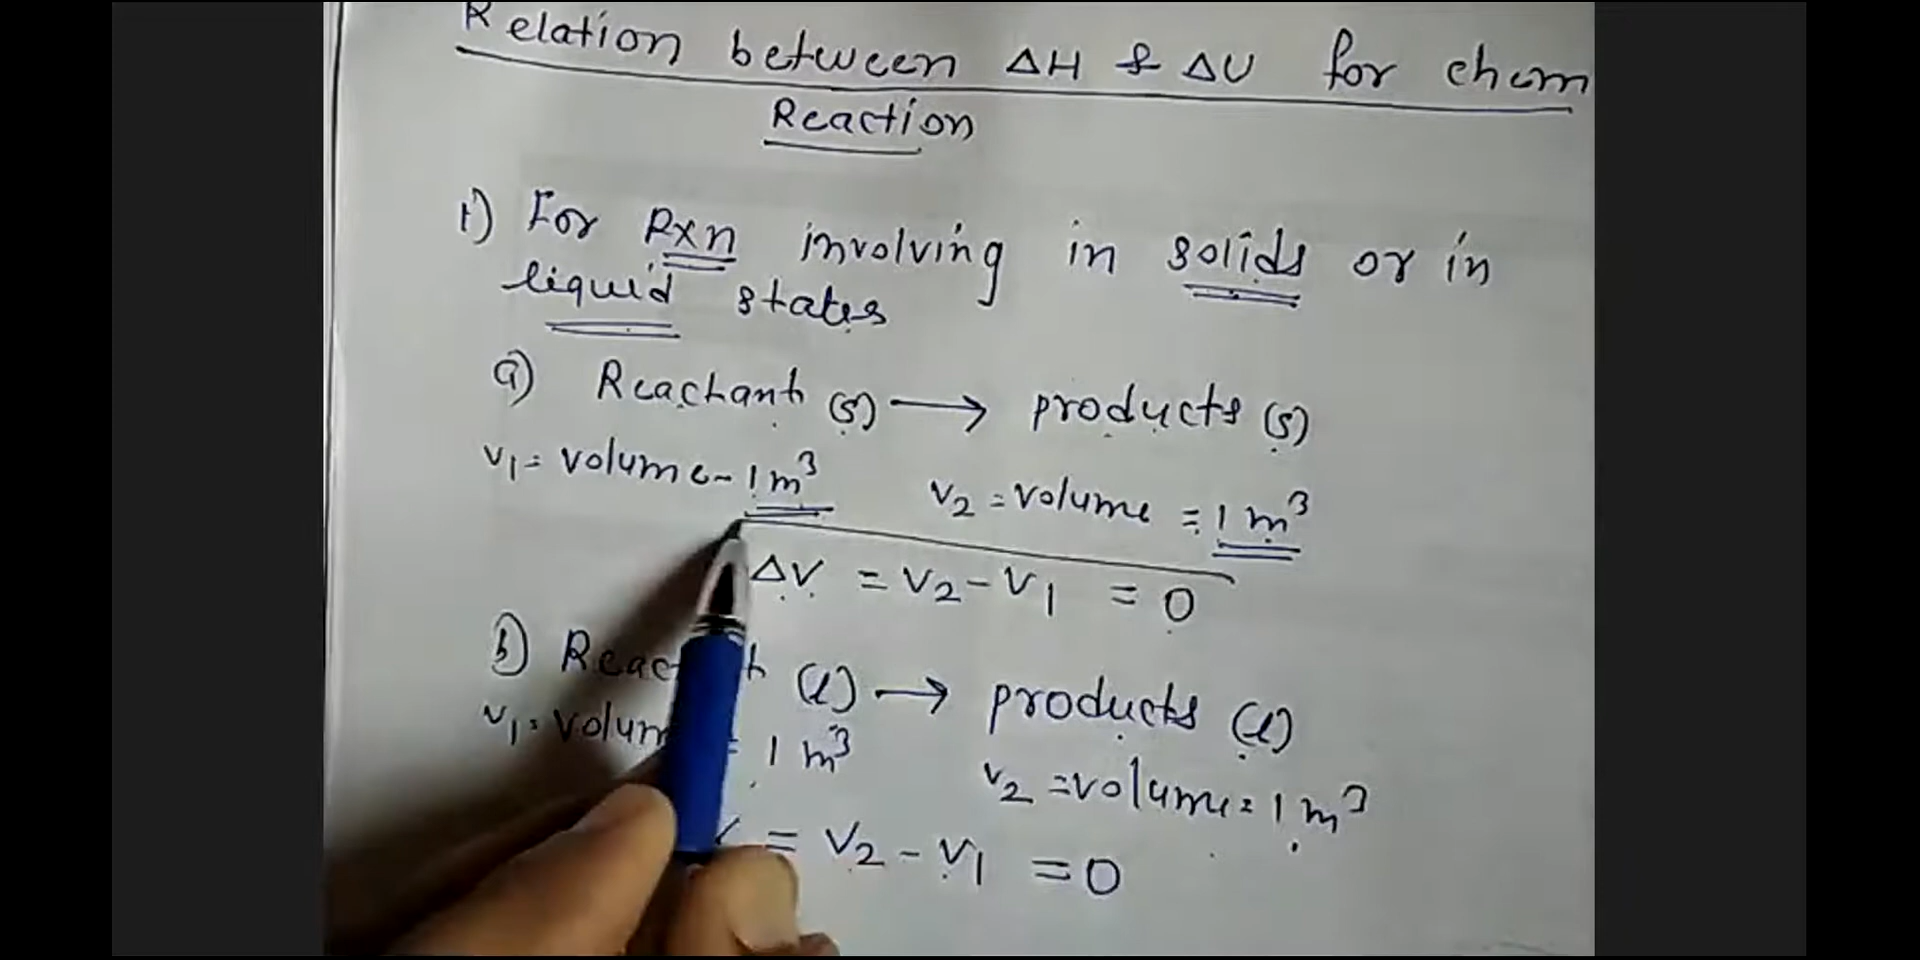 Relation between ΔH & ΔU for chem
Reaction
1) For Rxn involving in solids or in
liquid states
a) Reactant (s) → products (s)
V1 = volume - 1 m³ V2 = volume = 1 m³
ΔV = V2 - V1 = 0
b) Reac (l) → products (l)
V1 = volum = 1 m³ V2 = volume = 1 m³
= V2 - V1 = 0